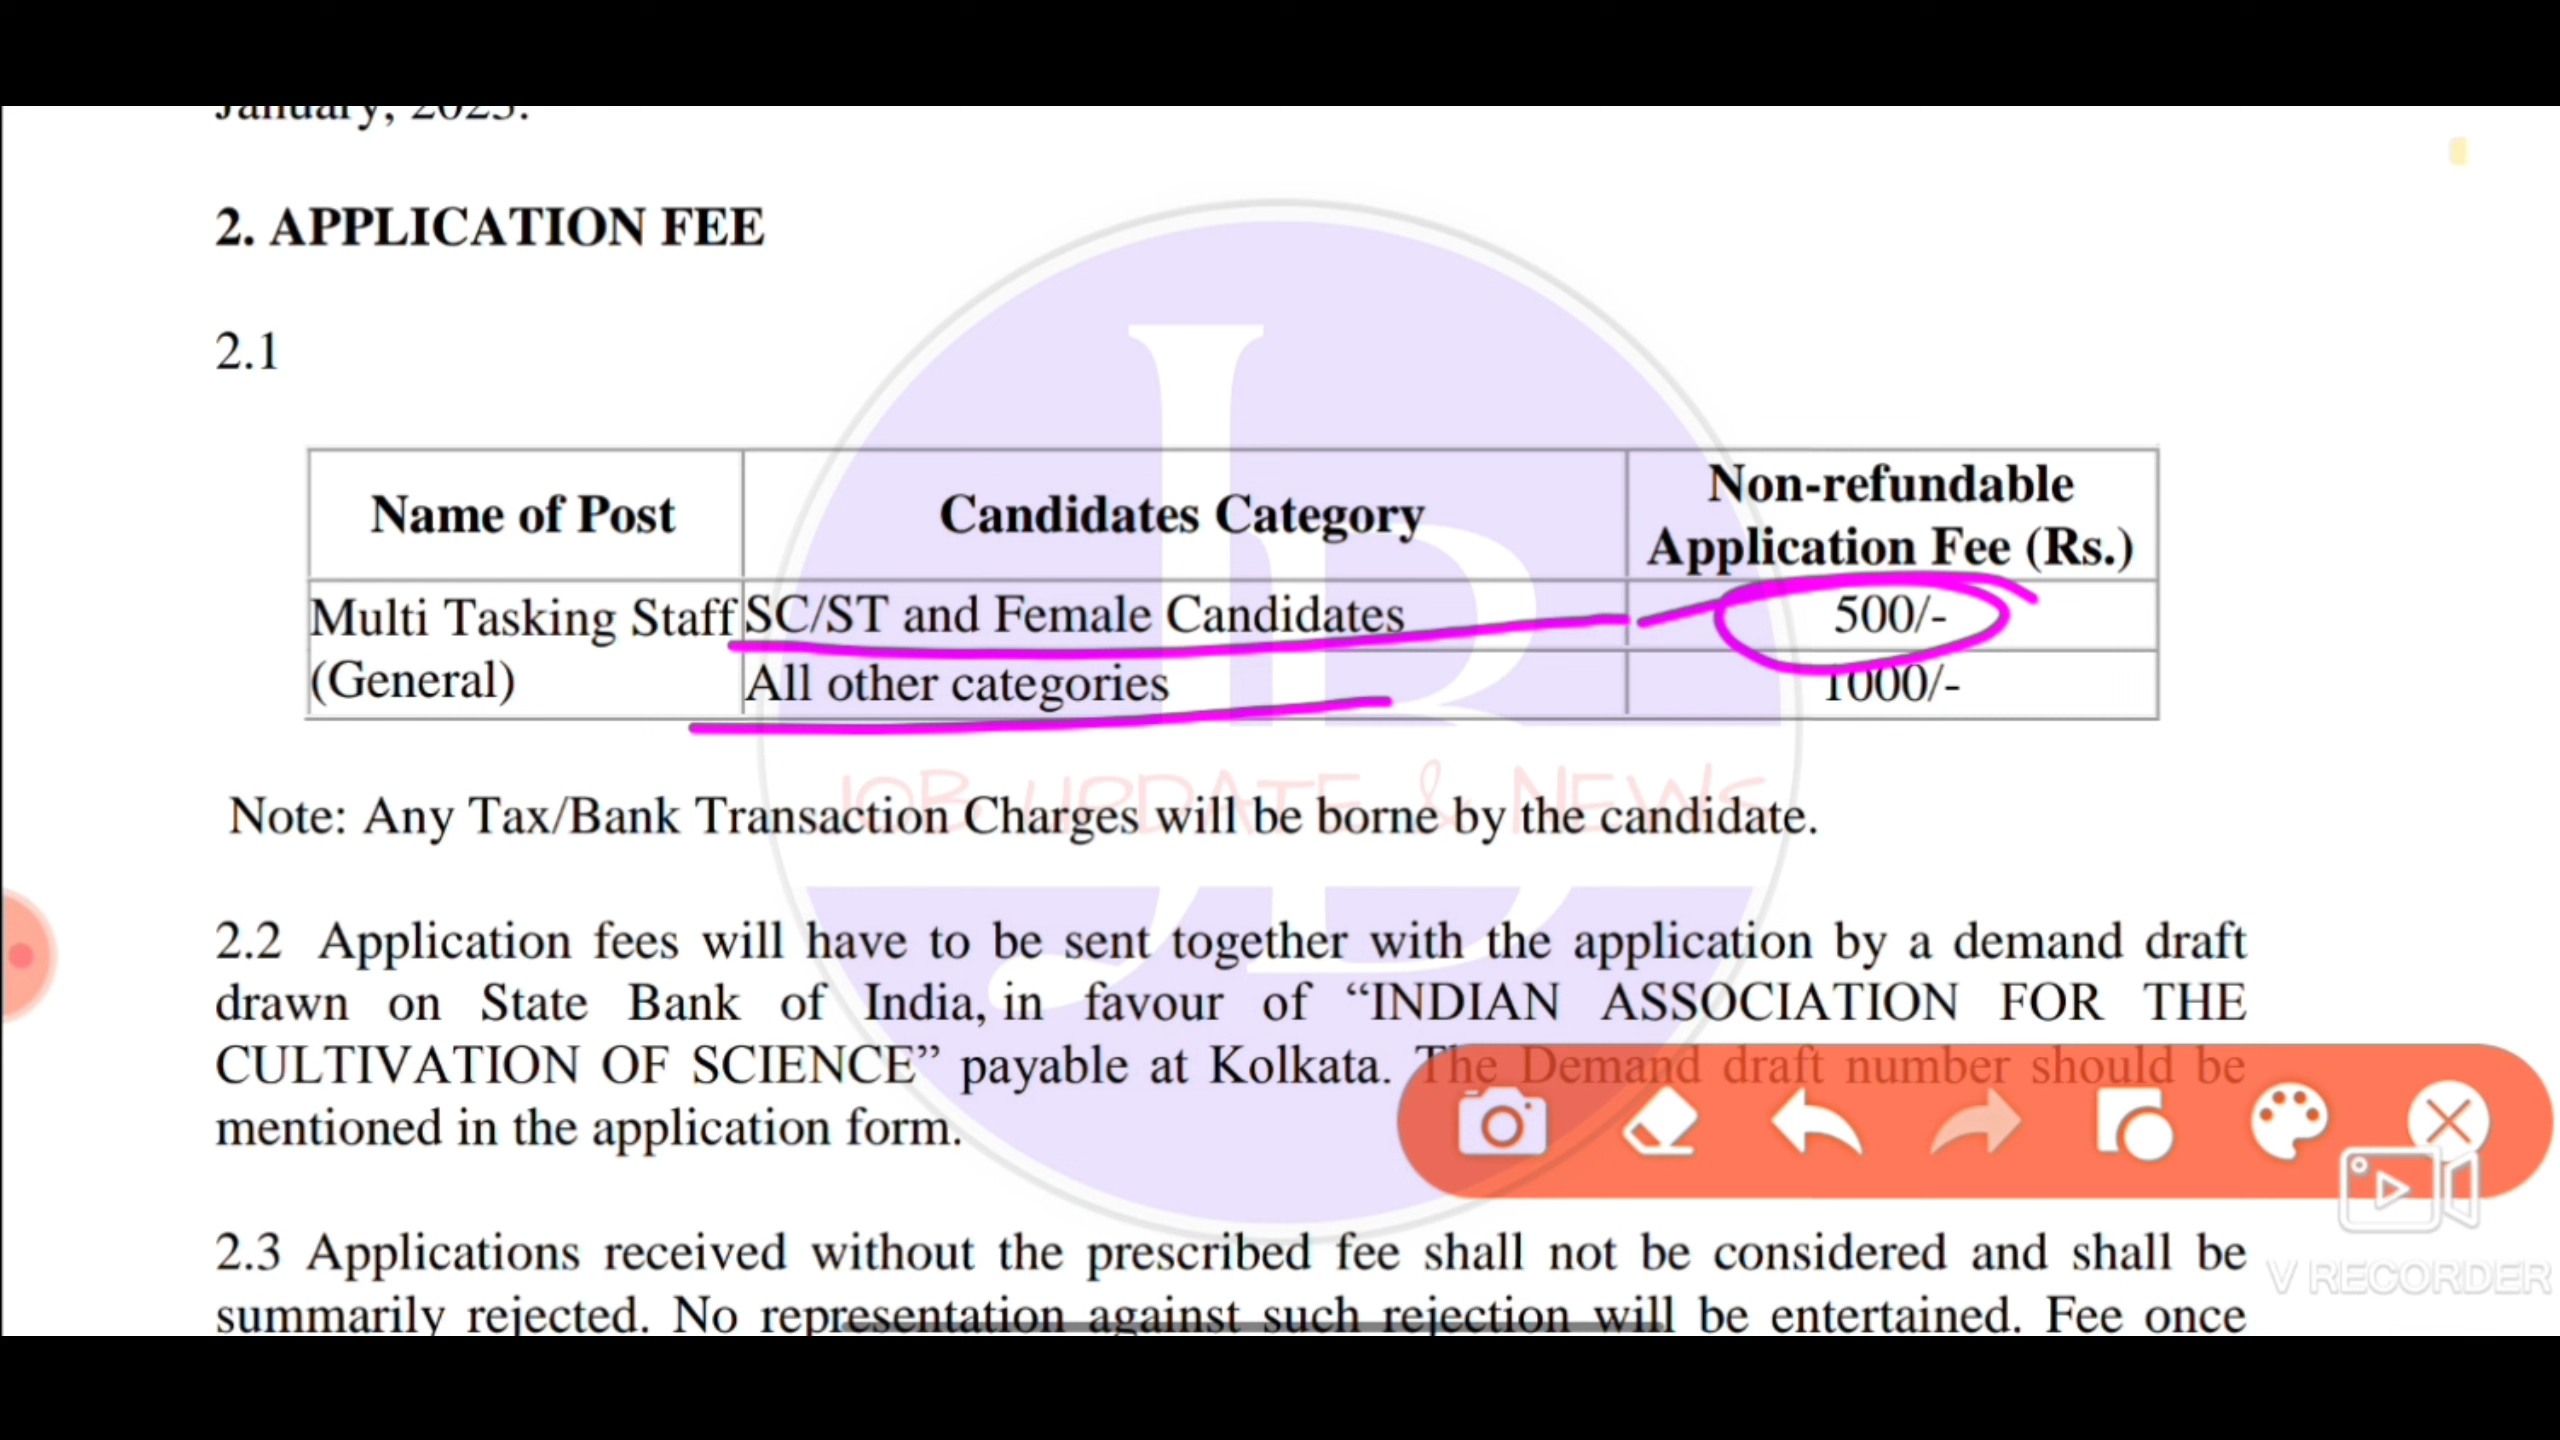 January, 2023.
2. APPLICATION FEE
2.1
Name of Post Candidates Category Non-refundable
Application Fee (Rs.)
Multi Tasking Staff SC/ST and Female Candidates 500/-
(General) All other categories 1000/-
JOB UPDATE & NEWS
Note: Any Tax/Bank Transaction Charges will be borne by the candidate.
2.2 Application fees will have to be sent together with the application by a demand draft
drawn on State Bank of India, in favour of “INDIAN ASSOCIATION FOR THE
CULTIVATION OF SCIENCE” payable at Kolkata. The Demand draft number should be
mentioned in the application form.
2.3 Applications received without the prescribed fee shall not be considered and shall be
summarily rejected. No representation against such rejection will be entertained. Fee once
V RECORDER